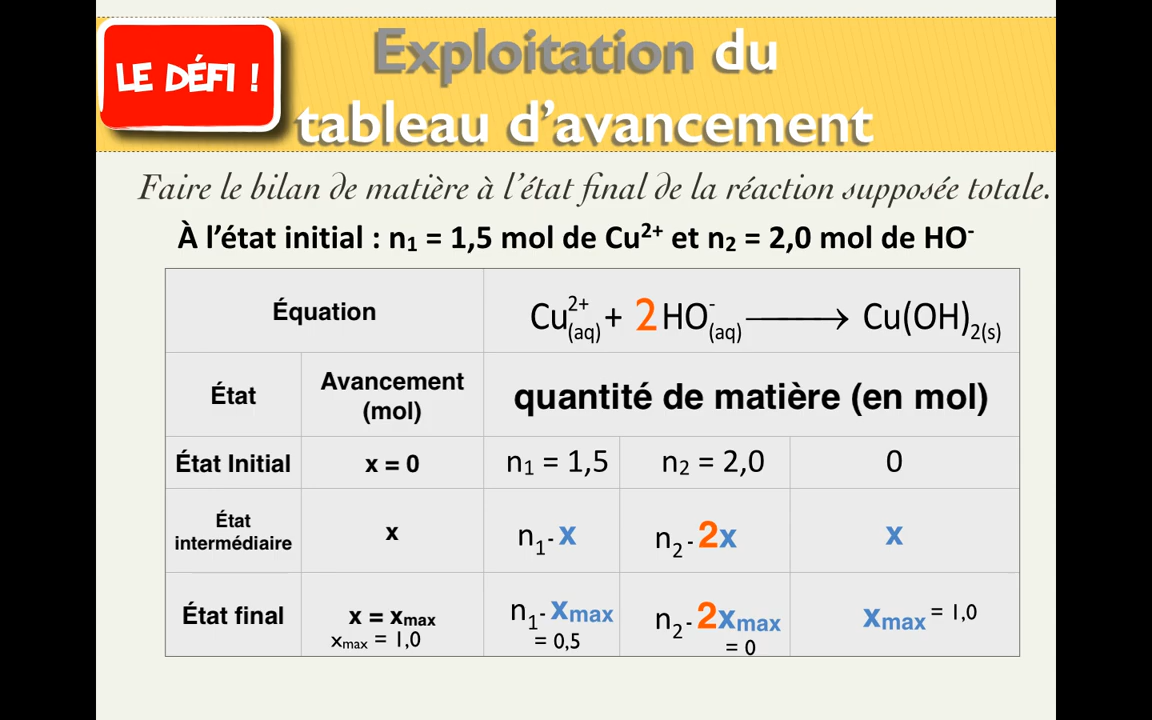 LE DÉFI !
Exploitation du
tableau d'avancement
Faire le bilan de matière à l'état final de la réaction supposée totale.
À l'état initial : n₁ = 1,5 mol de Cu²⁺ et n₂ = 2,0 mol de HO⁻
Équation
Cu²⁺(aq) + 2 HO⁻(aq) ⟶ Cu(OH)₂(s)
État
Avancement
(mol)
quantité de matière (en mol)
État Initial
x = 0
n₁ = 1,5
n₂ = 2,0
0
État
intermédiaire
x
n₁ - x
n₂ - 2x
x
État final
x = xmax
xmax = 1,0
n₁ - xmax
= 0,5
n₂ - 2xmax
= 0
xmax = 1,0